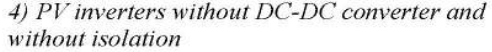 4) PV inverters without DC-DC converter and
without isolation